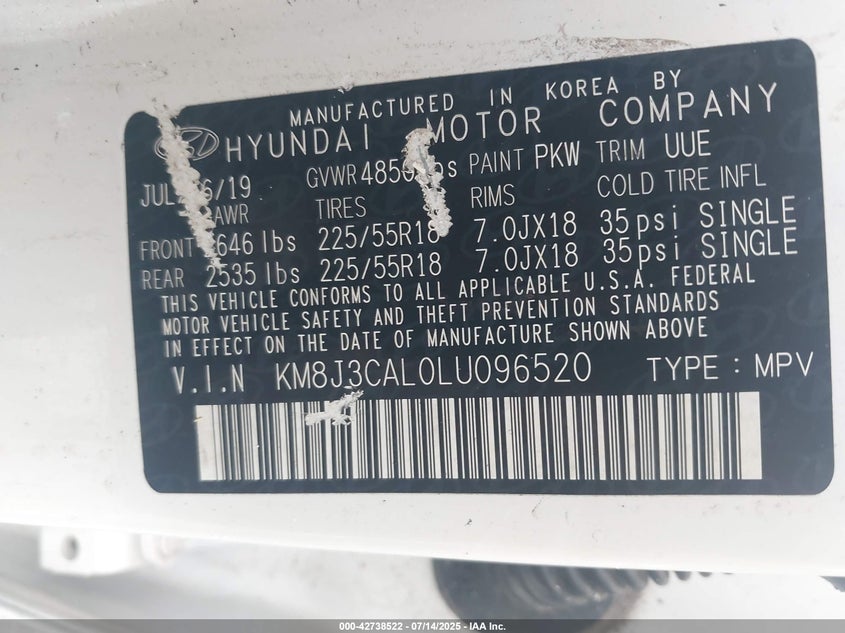 MANUFACTURED IN KOREA BY
HYUNDAI MOTOR COMPANY
GVWR PAINT PKW TRIM UUE
TIRES RIMS COLD TIRE INFL
FRONT lbs 225/55R18 7.0JX18 35psi SINGLE
REAR 2535 lbs 225/55R18 7.0JX18 35psi SINGLE
THIS VEHICLE CONFORMS TO ALL APPLICABLE U.S.A. FEDERAL
MOTOR VEHICLE SAFETY AND THEFT PREVENTION STANDARDS
IN EFFECT ON THE DATE OF MANUFACTURE SHOWN ABOVE
V.I.N KM8J3CAL0LU096520 TYPE : MPV
000-42738522 - 07/14/2025 - IAA Inc.